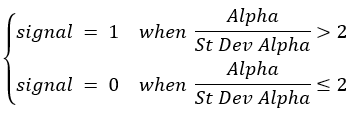 signal = 1 when Alpha / St Dev Alpha > 2
signal = 0 when Alpha / St Dev Alpha ≤ 2